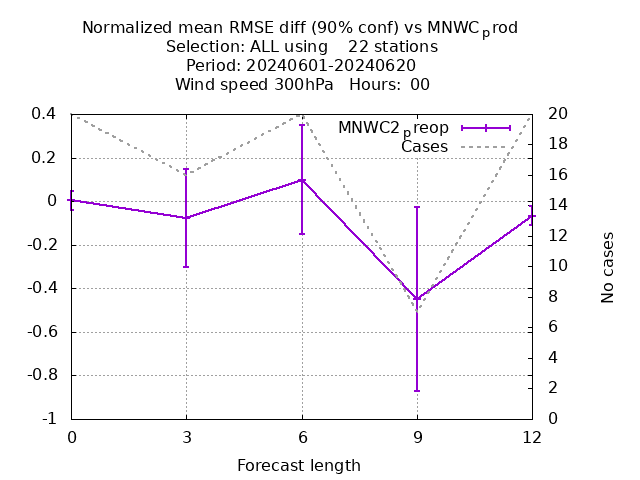 Normalized mean RMSE diff (90% conf) vs MNWCprod
Selection: ALL using 22 stations
Period: 20240601-20240620
Wind speed 300hPa Hours: 00
MNWC2preop
Cases
0.4
0.2
0
-0.2
-0.4
-0.6
-0.8
-1
20
18
16
14
12
10
8
6
4
2
0
No cases
0 3 6 9 12
Forecast length